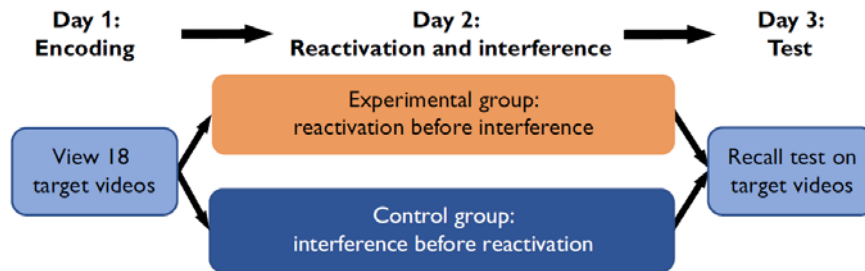 Day 1:
Encoding
Day 2:
Reactivation and interference
Day 3:
Test
View 18
target videos
Experimental group:
reactivation before interference
Control group:
interference before reactivation
Recall test on
target videos